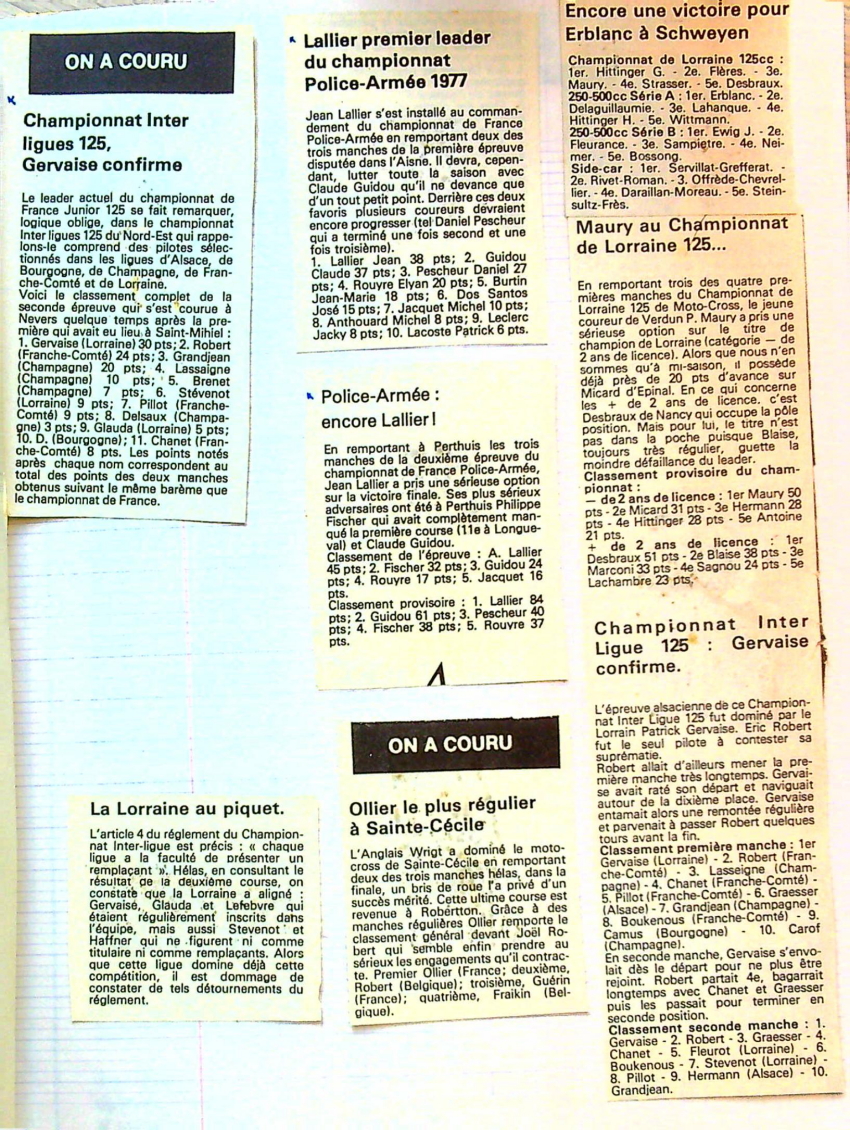 ON A COURU
Championnat Inter
ligues 125,
Gervaise confirme
Le leader actuel du championnat de
France Junior 125 se fait remarquer,
logique oblige, dans le championnat
Inter ligues 125 du Nord-Est qui rappe-
lons-le comprend des pilotes sélec-
tionnés dans les ligues d'Alsace, de
Bourgogne, de Champagne, de Fran-
che-Comté et de Lorraine.
Voici le classement complet de la
seconde épreuve qui s'est courue à
Nevers quelque temps après la pre-
mière qui avait eu lieu à Saint-Mihiel :
1. Gervaise (Lorraine) 30 pts; 2. Robert
(Franche-Comté) 24 pts; 3. Grandjean
(Champagne) 20 pts; 4. Lassaigne
(Champagne) 10 pts; 5. Brenet
(Champagne) 7 pts; 6. Stévenot
(Lorraine) 9 pts; 7. Pillot (Franche-
Comté) 9 pts; 8. Delsaux (Champa-
gne) 3 pts; 9. Glauda (Lorraine) 5 pts;
10. D. (Bourgogne); 11. Chanet (Fran-
che-Comté) 8 pts. Les points notés
après chaque nom correspondent au
total des points des deux manches
obtenus suivant le même barème que
le championnat de France.
Lallier premier leader
du championnat
Police-Armée 1977
Jean Lallier s'est installé au comman-
dement du championnat de France
Police-Armée en remportant deux des
trois manches de la première épreuve
disputée dans l'Aisne. Il devra, cepen-
dant, lutter toute la saison avec
Claude Guidou qu'il ne devance que
d'un tout petit point. Derrière ces deux
favoris plusieurs coureurs devraient
encore progresser (tel Daniel Pescheur
qui a terminé une fois second et une
fois troisième).
1. Lallier Jean 38 pts; 2. Guidou
Claude 37 pts; 3. Pescheur Daniel 27
pts; 4. Rouyre Elyan 20 pts; 5. Burtin
Jean-Marie 18 pts; 6. Dos Santos
José 15 pts; 7. Jacquet Michel 10 pts;
8. Anthouard Michel 8 pts; 9. Leclerc
Jacky 8 pts; 10. Lacoste Patrick 6 pts.
Police-Armée :
encore Lallier !
En remportant à Perthuis les trois
manches de la deuxième épreuve du
championnat de France Police-Armée,
Jean Lallier a pris une sérieuse option
sur la victoire finale. Ses plus sérieux
adversaires ont été à Perthuis Philippe
Fischer qui avait complètement man-
qué la première course (11e à Longue-
val) et Claude Guidou.
Classement de l'épreuve : A. Lallier
45 pts; 2. Fischer 32 pts; 3. Guidou 24
pts; 4. Rouyre 17 pts; 5. Jacquet 16
pts.
Classement provisoire : 1. Lallier 84
pts; 2. Guidou 61 pts; 3. Pescheur 40
pts; 4. Fischer 38 pts; 5. Rouvre 37
pts.
Encore une victoire pour
Erblanc à Schweyen
Championnat de Lorraine 125cc :
1er. Hittinger G. - 2e. Flères. - 3e.
Maury. - 4e. Strasser. - 5e. Desbraux.
250-500cc Série A : 1er. Erblanc. - 2e.
Delaguillaumie. - 3e. Lahanque. - 4e.
Hittinger H. - 5e. Wittmann.
250-500cc Série B : 1er. Ewig J. - 2e.
Fleurance. - 3e. Sampietre. - 4e. Nei-
mer. - 5e. Bossong.
Side-car : 1er. Servillat-Grefferat. -
2e. Rivet-Roman. - 3. Offrède-Chevrel-
lier. - 4e. Daraillan-Moreau. - 5e. Stein-
sultz-Frès.
Maury au Championnat
de Lorraine 125...
En remportant trois des quatre pre-
mières manches du Championnat de
Lorraine 125 de Moto-Cross, le jeune
coureur de Verdun P. Maury a pris une
sérieuse option sur le titre de
champion de Lorraine (catégorie — de
2 ans de licence). Alors que nous n'en
sommes qu'à mi-saison, il possède
déjà près de 20 pts d'avance sur
Micard d'Epinal. En ce qui concerne
les + de 2 ans de licence. c'est
Desbraux de Nancy qui occupe la pôle
position. Mais pour lui, le titre n'est
pas dans la poche puisque Blaise,
toujours très régulier, guette la
moindre défaillance du leader.
Classement provisoire du cham-
pionnat :
— de 2 ans de licence : 1er Maury 50
pts - 2e Micard 31 pts - 3e Hermann 28
pts - 4e Hittinger 28 pts - 5e Antoine
21 pts.
+ de 2 ans de licence : 1er
Desbraux 51 pts - 2e Blaise 38 pts - 3e
Marconi 33 pts - 4e Sagnou 24 pts - 5e
Lachambre 23 pts.
Championnat Inter
Ligue 125 : Gervaise
confirme.
L'épreuve alsacienne de ce Champion-
nat Inter Ligue 125 fut dominé par le
Lorrain Patrick Gervaise. Eric Robert
fut le seul pilote à contester sa
suprématie.
Robert allait d'ailleurs mener la pre-
mière manche très longtemps. Gervai-
se avait raté son départ et naviguait
autour de la dixième place. Gervaise
entamait alors une remontée régulière
et parvenait à passer Robert quelques
tours avant la fin.
Classement première manche : 1er
Gervaise (Lorraine) - 2. Robert (Fran-
che-Comté) - 3. Lasseigne (Cham-
pagne) - 4. Chanet (Franche-Comté) -
5. Pillot (Franche-Comté) - 6. Graesser
(Alsace) - 7. Grandjean (Champagne) -
8. Boukenous (Franche-Comté) - 9.
Camus (Bourgogne) - 10. Carof
(Champagne).
En seconde manche, Gervaise s'envo-
lait dès le départ pour ne plus être
rejoint. Robert partait 4e, bagarrait
longtemps avec Chanet et Graesser
puis les passait pour terminer en
seconde position.
Classement seconde manche : 1.
Gervaise - 2. Robert - 3. Graesser - 4.
Chanet - 5. Fleurot (Lorraine) - 6.
Boukenous - 7. Stevenot (Lorraine) -
8. Pillot - 9. Hermann (Alsace) - 10.
Grandjean.
La Lorraine au piquet.
L'article 4 du réglement du Champion-
nat Inter-ligue est précis : « chaque
ligue a la faculté de présenter un
remplaçant ». Hélas, en consultant le
résultat de la deuxième course, on
constate que la Lorraine a aligné :
Gervaise, Glauda et Lefebvre qui
étaient régulièrement inscrits dans
l'équipe, mais aussi Stevenot et
Haffner qui ne figurent ni comme
titulaire ni comme remplaçants. Alors
que cette ligue domine déjà cette
compétition, il est dommage de
constater de tels détournements du
réglement.
ON A COURU
Ollier le plus régulier
à Sainte-Cécile
L'Anglais Wrigt a dominé le moto-
cross de Sainte-Cécile en remportant
deux des trois manches hélas, dans la
finale, un bris de roue l'a privé d'un
succès mérité. Cette ultime course est
revenue à Robertton. Grâce à des
manches régulières Ollier remporte le
classement général devant Joël Ro-
bert qui semble enfin prendre au
sérieux les engagements qu'il contrac-
te. Premier Ollier (France; deuxième,
Robert (Belgique); troisième, Guérin
(France); quatrième, Fraikin (Bel-
gique).